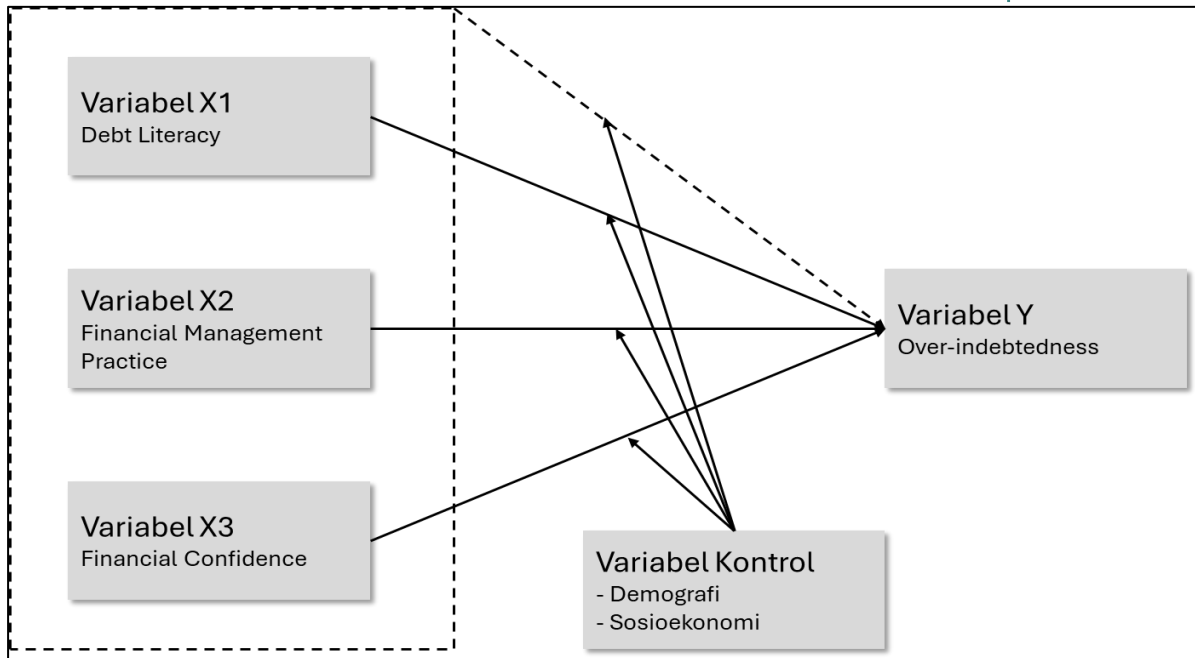 Variabel X1
Debt Literacy
Variabel X2
Financial Management
Practice
Variabel Y
Over-indebtedness
Variabel X3
Financial Confidence
Variabel Kontrol
- Demografi
- Sosioekonomi